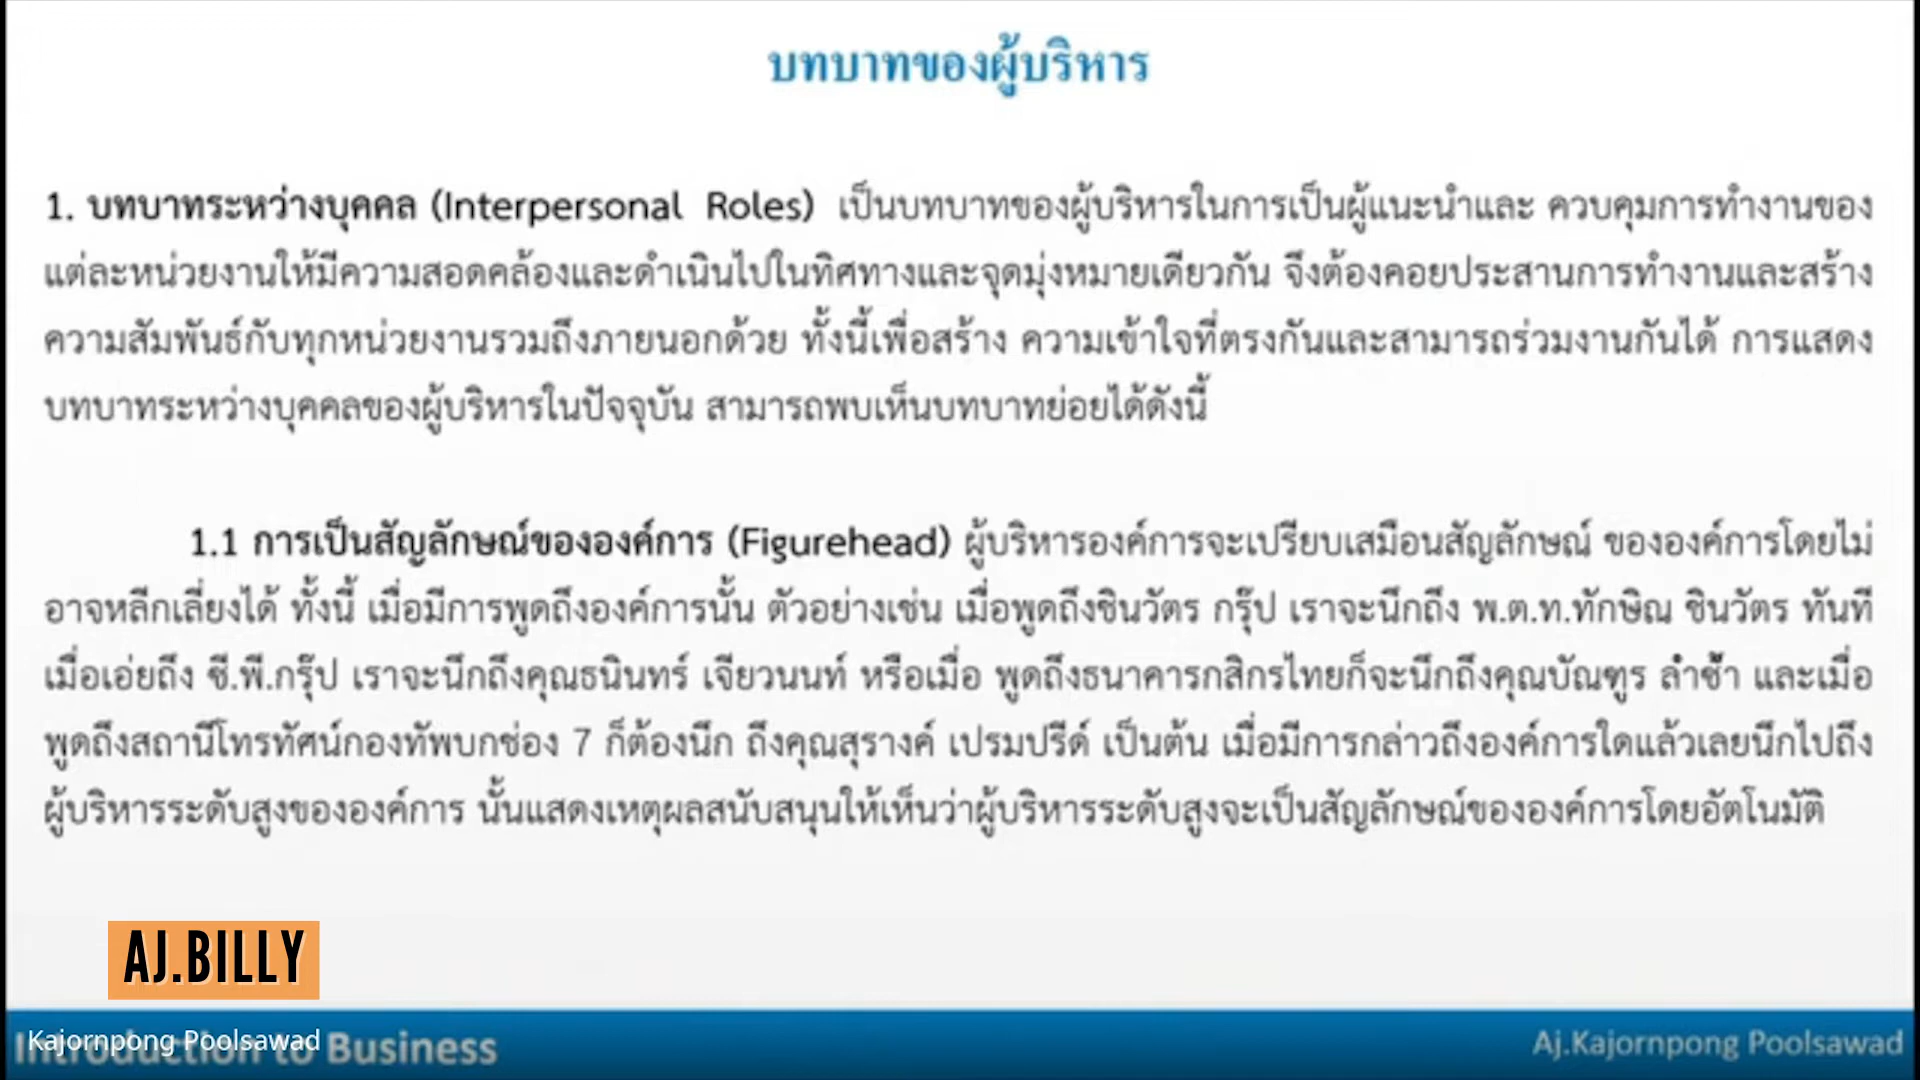 บทบาทของผู้บริหาร
1. บทบาทระหว่างบุคคล (Interpersonal Roles) เป็นบทบาทของผู้บริหารในการเป็นผู้แนะนำและ ควบคุมการทำงานของ
แต่ละหน่วยงานให้มีความสอดคล้องและดำเนินไปในทิศทางและจุดมุ่งหมายเดียวกัน จึงต้องคอยประสานการทำงานและสร้าง
ความสัมพันธ์กับทุกหน่วยงานรวมถึงภายนอกด้วย ทั้งนี้เพื่อสร้าง ความเข้าใจที่ตรงกันและสามารถร่วมงานกันได้ การแสดง
บทบาทระหว่างบุคคลของผู้บริหารในปัจจุบัน สามารถพบเห็นบทบาทย่อยได้ดังนี้
1.1 การเป็นสัญลักษณ์ขององค์การ (Figurehead) ผู้บริหารองค์การจะเปรียบเสมือนสัญลักษณ์ ขององค์การโดยไม่
อาจหลีกเลี่ยงได้ ทั้งนี้ เมื่อมีการพูดถึงองค์การนั้น ตัวอย่างเช่น เมื่อพูดถึงชินวัตร กรุ๊ป เราจะนึกถึง พ.ต.ท.ทักษิณ ชินวัตร ทันที
เมื่อเอ่ยถึง ซี.พี.กรุ๊ป เราจะนึกถึงคุณธนินทร์ เจียวนนท์ หรือเมื่อ พูดถึงธนาคารกสิกรไทยก็จะนึกถึงคุณบัณฑูร ล่ำซำ และเมื่อ
พูดถึงสถานีโทรทัศน์กองทัพบกช่อง 7 ก็ต้องนึก ถึงคุณสุรางค์ เปรมปรีด์ เป็นต้น เมื่อมีการกล่าวถึงองค์การใดแล้วเลยนึกไปถึง
ผู้บริหารระดับสูงขององค์การ นั้นแสดงเหตุผลสนับสนุนให้เห็นว่าผู้บริหารระดับสูงจะเป็นสัญลักษณ์ขององค์การโดยอัตโนมัติ
AJ.BILLY
Kajornpong Poolsawad
Introduction to Business
Aj.Kajornpong Poolsawad